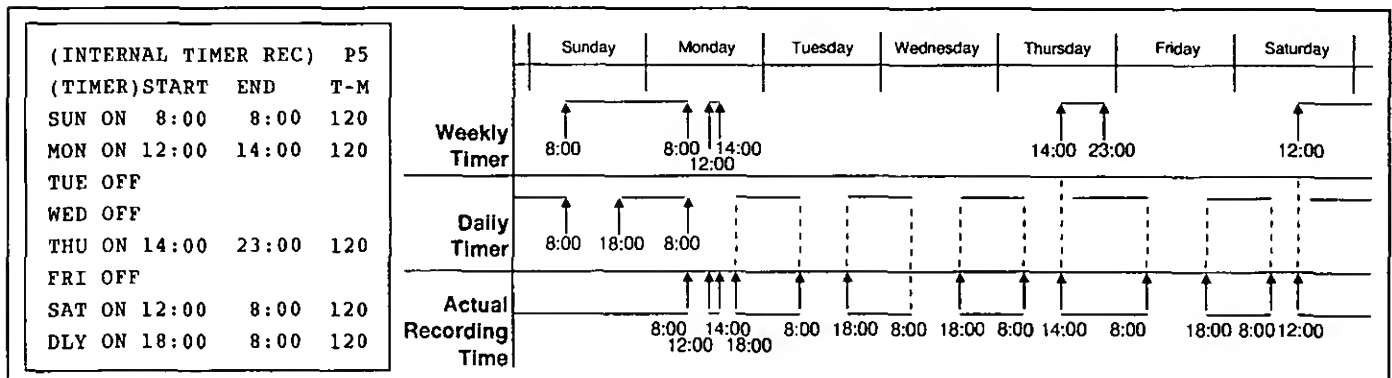 (INTERNAL TIMER REC) P5
(TIMER)START END T-M
SUN ON 8:00 8:00 120
MON ON 12:00 14:00 120
TUE OFF
WED OFF
THU ON 14:00 23:00 120
FRI OFF
SAT ON 12:00 8:00 120
DLY ON 18:00 8:00 120
Sunday Monday Tuesday Wednesday Thursday Friday Saturday
Weekly
Timer
8:00 8:00 14:00 14:00 23:00 12:00
12:00
Daily
Timer
8:00 18:00 8:00
Actual
Recording
Time
8:00 14:00 8:00 18:00 8:00 18:00 8:00 14:00 8:00 18:00 8:00 12:00
12:00 18:00